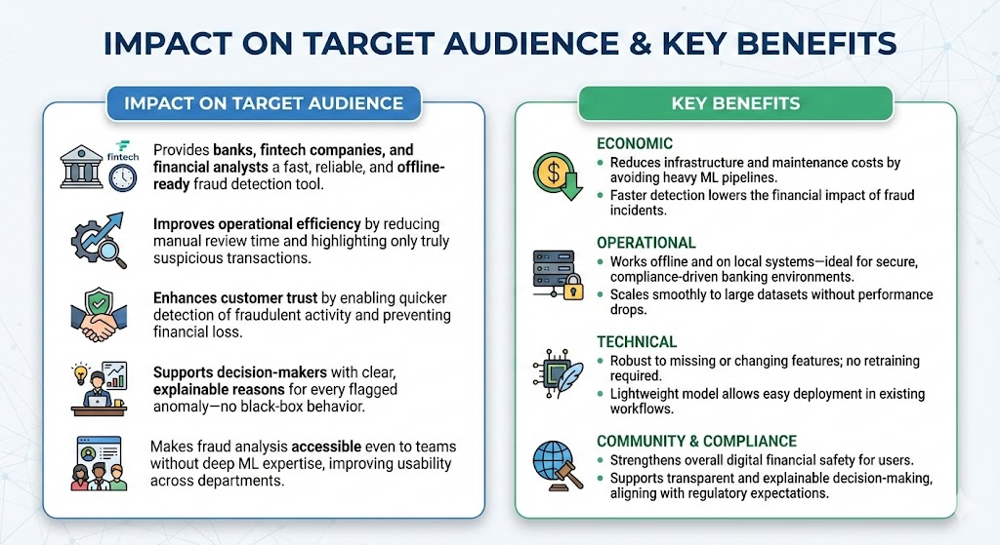 IMPACT ON TARGET AUDIENCE & KEY BENEFITS
IMPACT ON TARGET AUDIENCE
fintech
Provides banks, fintech companies, and
financial analysts a fast, reliable, and offline-
ready fraud detection tool.
Improves operational efficiency by reducing
manual review time and highlighting only truly
suspicious transactions.
Enhances customer trust by enabling quicker
detection of fraudulent activity and preventing
financial loss.
Supports decision-makers with clear,
explainable reasons for every flagged
anomaly—no black-box behavior.
Makes fraud analysis accessible even to teams
without deep ML expertise, improving usability
across departments.
KEY BENEFITS
$
ECONOMIC
• Reduces infrastructure and maintenance costs by
avoiding heavy ML pipelines.
• Faster detection lowers the financial impact of fraud
incidents.
OPERATIONAL
• Works offline and on local systems—ideal for secure,
compliance-driven banking environments.
• Scales smoothly to large datasets without performance
drops.
TECHNICAL
• Robust to missing or changing features; no retraining
required.
• Lightweight model allows easy deployment in existing
workflows.
COMMUNITY & COMPLIANCE
• Strengthens overall digital financial safety for users.
• Supports transparent and explainable decision-making,
aligning with regulatory expectations.